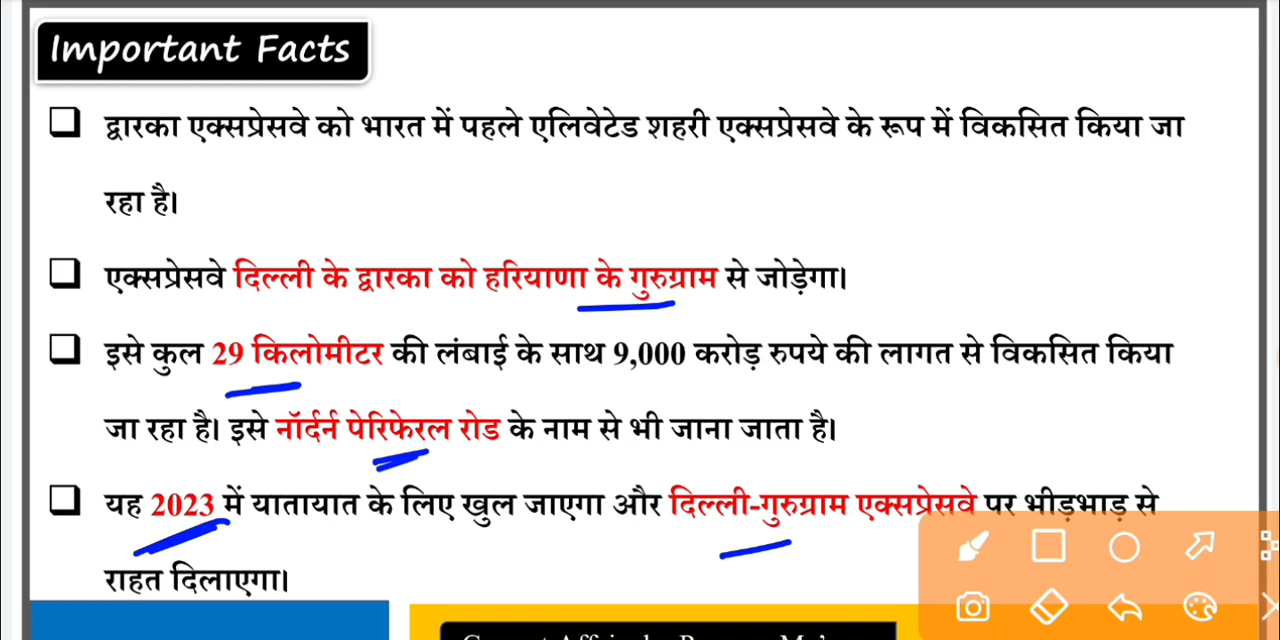 Important Facts
द्वारका एक्सप्रेसवे को भारत में पहले एलिवेटेड शहरी एक्सप्रेसवे के रूप में विकसित किया जा
रहा है।
एक्सप्रेसवे दिल्ली के द्वारका को हरियाणा के गुरुग्राम से जोड़ेगा।
इसे कुल 29 किलोमीटर की लंबाई के साथ 9,000 करोड़ रुपये की लागत से विकसित किया
जा रहा है। इसे नॉर्दर्न पेरिफेरल रोड के नाम से भी जाना जाता है।
यह 2023 में यातायात के लिए खुल जाएगा और दिल्ली-गुरुग्राम एक्सप्रेसवे पर भीड़भाड़ से
राहत दिलाएगा।